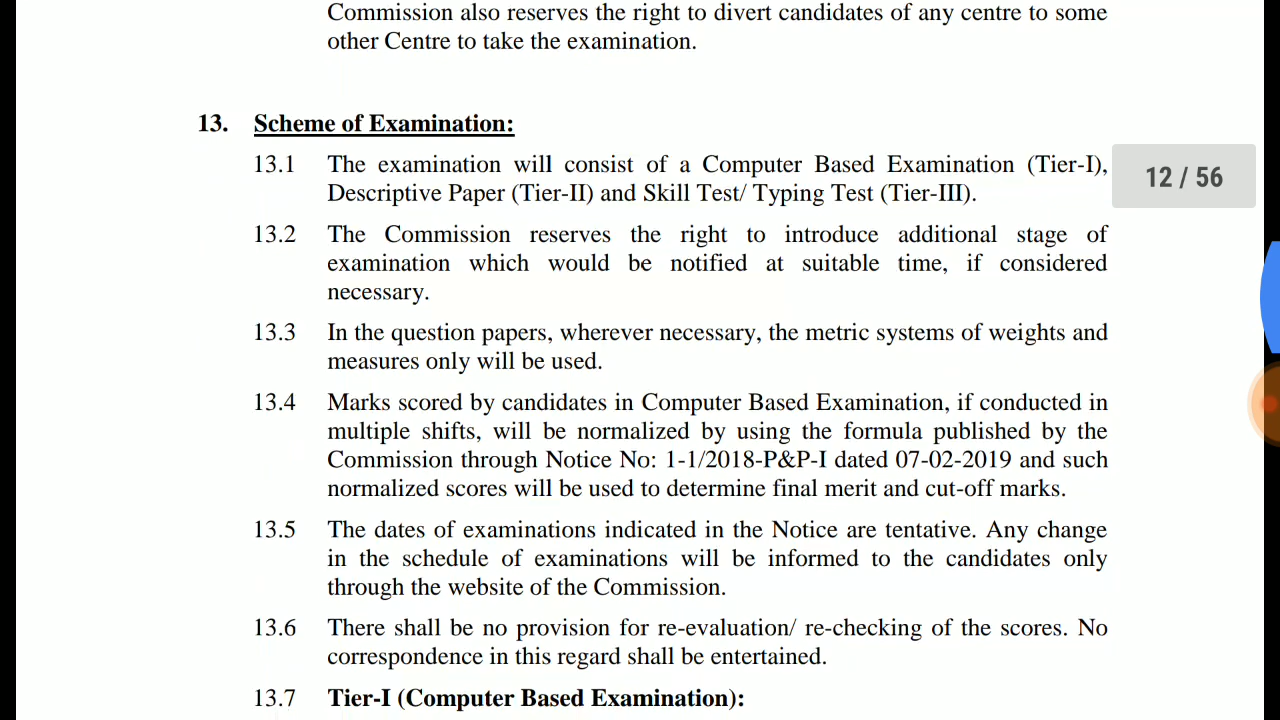 Commission also reserves the right to divert candidates of any centre to some
other Centre to take the examination.
13. Scheme of Examination:
13.1 The examination will consist of a Computer Based Examination (Tier-I),
Descriptive Paper (Tier-II) and Skill Test/ Typing Test (Tier-III).
12 / 56
13.2 The Commission reserves the right to introduce additional stage of
examination which would be notified at suitable time, if considered
necessary.
13.3 In the question papers, wherever necessary, the metric systems of weights and
measures only will be used.
13.4 Marks scored by candidates in Computer Based Examination, if conducted in
multiple shifts, will be normalized by using the formula published by the
Commission through Notice No: 1-1/2018-P&P-I dated 07-02-2019 and such
normalized scores will be used to determine final merit and cut-off marks.
13.5 The dates of examinations indicated in the Notice are tentative. Any change
in the schedule of examinations will be informed to the candidates only
through the website of the Commission.
13.6 There shall be no provision for re-evaluation/ re-checking of the scores. No
correspondence in this regard shall be entertained.
13.7 Tier-I (Computer Based Examination):